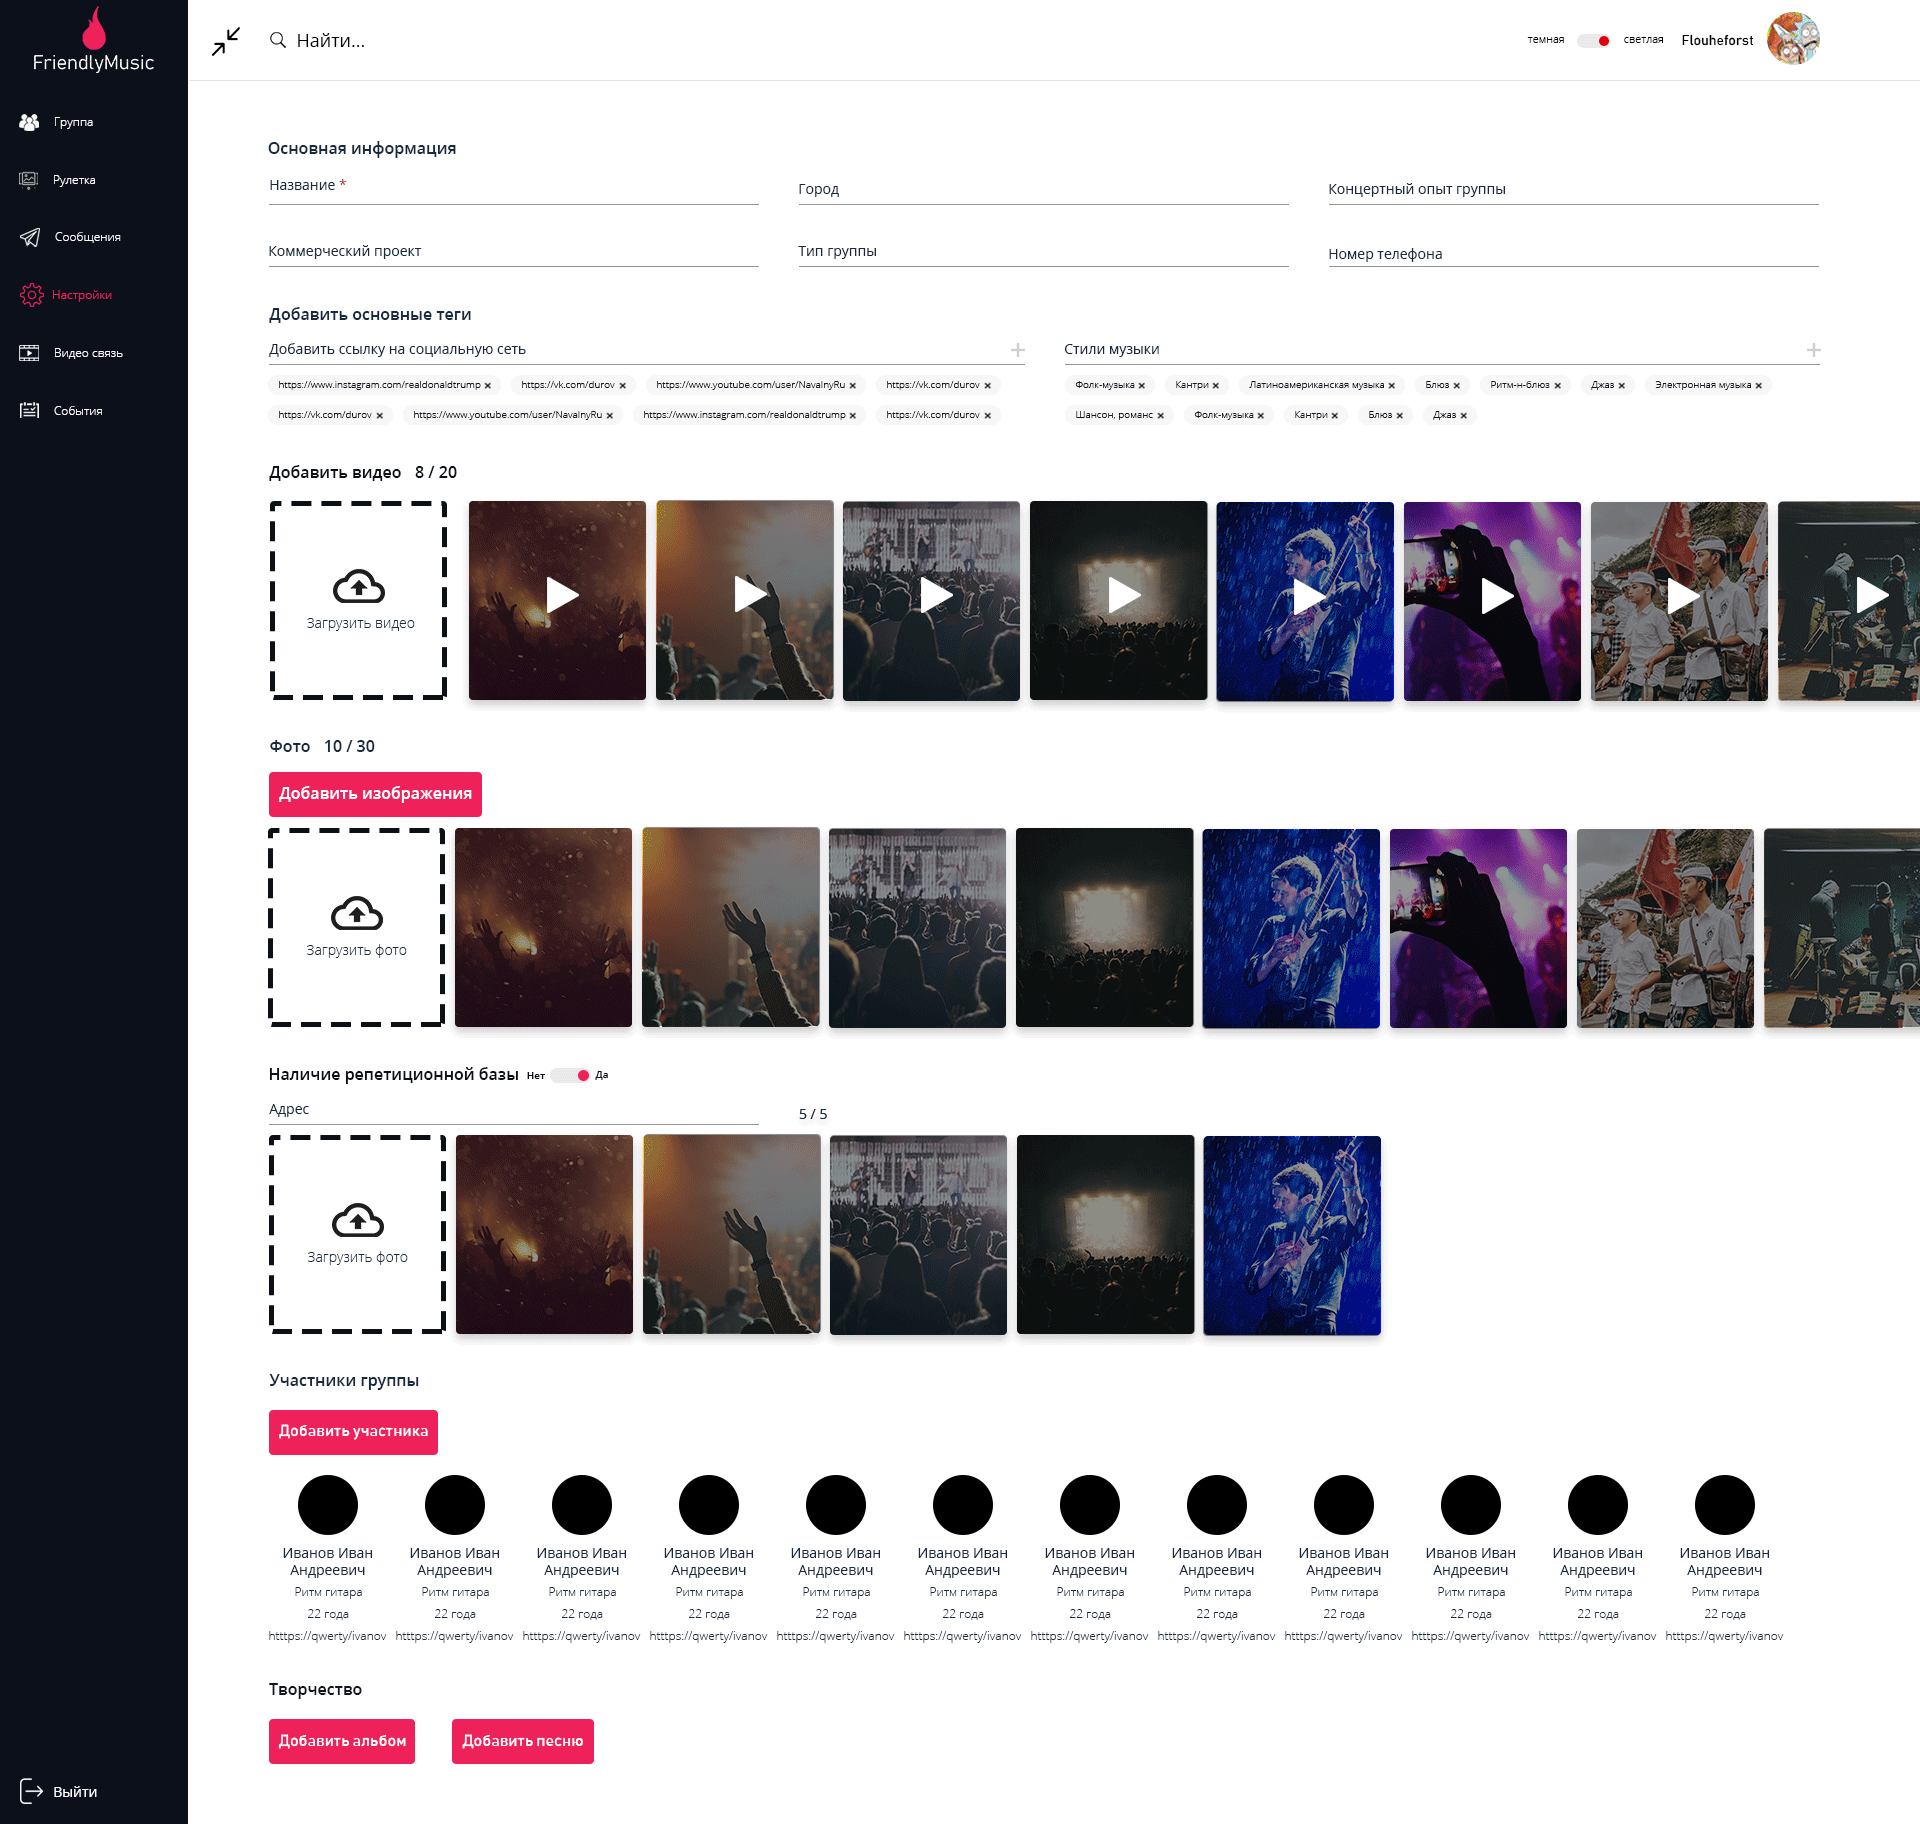 FriendlyMusic
Найти...
темная светлая Flouheforst
Группа
Рулетка
Сообщения
Настройки
Видео связь
События
Выйти
Основная информация
Название * Город Концертный опыт группы
Коммерческий проект Тип группы Номер телефона
Добавить основные теги
Добавить ссылку на социальную сеть
https://www.instagram.com/realdonaldtrump https://vk.com/durov https://www.youtube.com/user/NavalnyRu https://vk.com/durov
https://vk.com/durov https://www.youtube.com/user/NavalnyRu https://www.instagram.com/realdonaldtrump https://vk.com/durov
Стили музыки
Фолк-музыка Кантри Латиноамериканская музыка Блюз Ритм-н-блюз Джаз Электронная музыка
Шансон, романс Фолк-музыка Кантри Блюз Джаз
Добавить видео 8 / 20
Загрузить видео
Фото 10 / 30
Добавить изображения
Загрузить фото
Наличие репетиционной базы Нет Да
Адрес 5 / 5
Загрузить фото
Участники группы
Добавить участника
Иванов Иван Иванов Иван Иванов Иван Иванов Иван Иванов Иван Иванов Иван Иванов Иван Иванов Иван Иванов Иван Иванов Иван Иванов Иван Иванов Иван
Андреевич Андреевич Андреевич Андреевич Андреевич Андреевич Андреевич Андреевич Андреевич Андреевич Андреевич Андреевич
Ритм гитара Ритм гитара Ритм гитара Ритм гитара Ритм гитара Ритм гитара Ритм гитара Ритм гитара Ритм гитара Ритм гитара Ритм гитара Ритм гитара
22 года 22 года 22 года 22 года 22 года 22 года 22 года 22 года 22 года 22 года 22 года 22 года
htttps://qwerty/ivanov htttps://qwerty/ivanov htttps://qwerty/ivanov htttps://qwerty/ivanov htttps://qwerty/ivanov htttps://qwerty/ivanov htttps://qwerty/ivanov htttps://qwerty/ivanov htttps://qwerty/ivanov htttps://qwerty/ivanov htttps://qwerty/ivanov htttps://qwerty/ivanov
Творчество
Добавить альбом Добавить песню